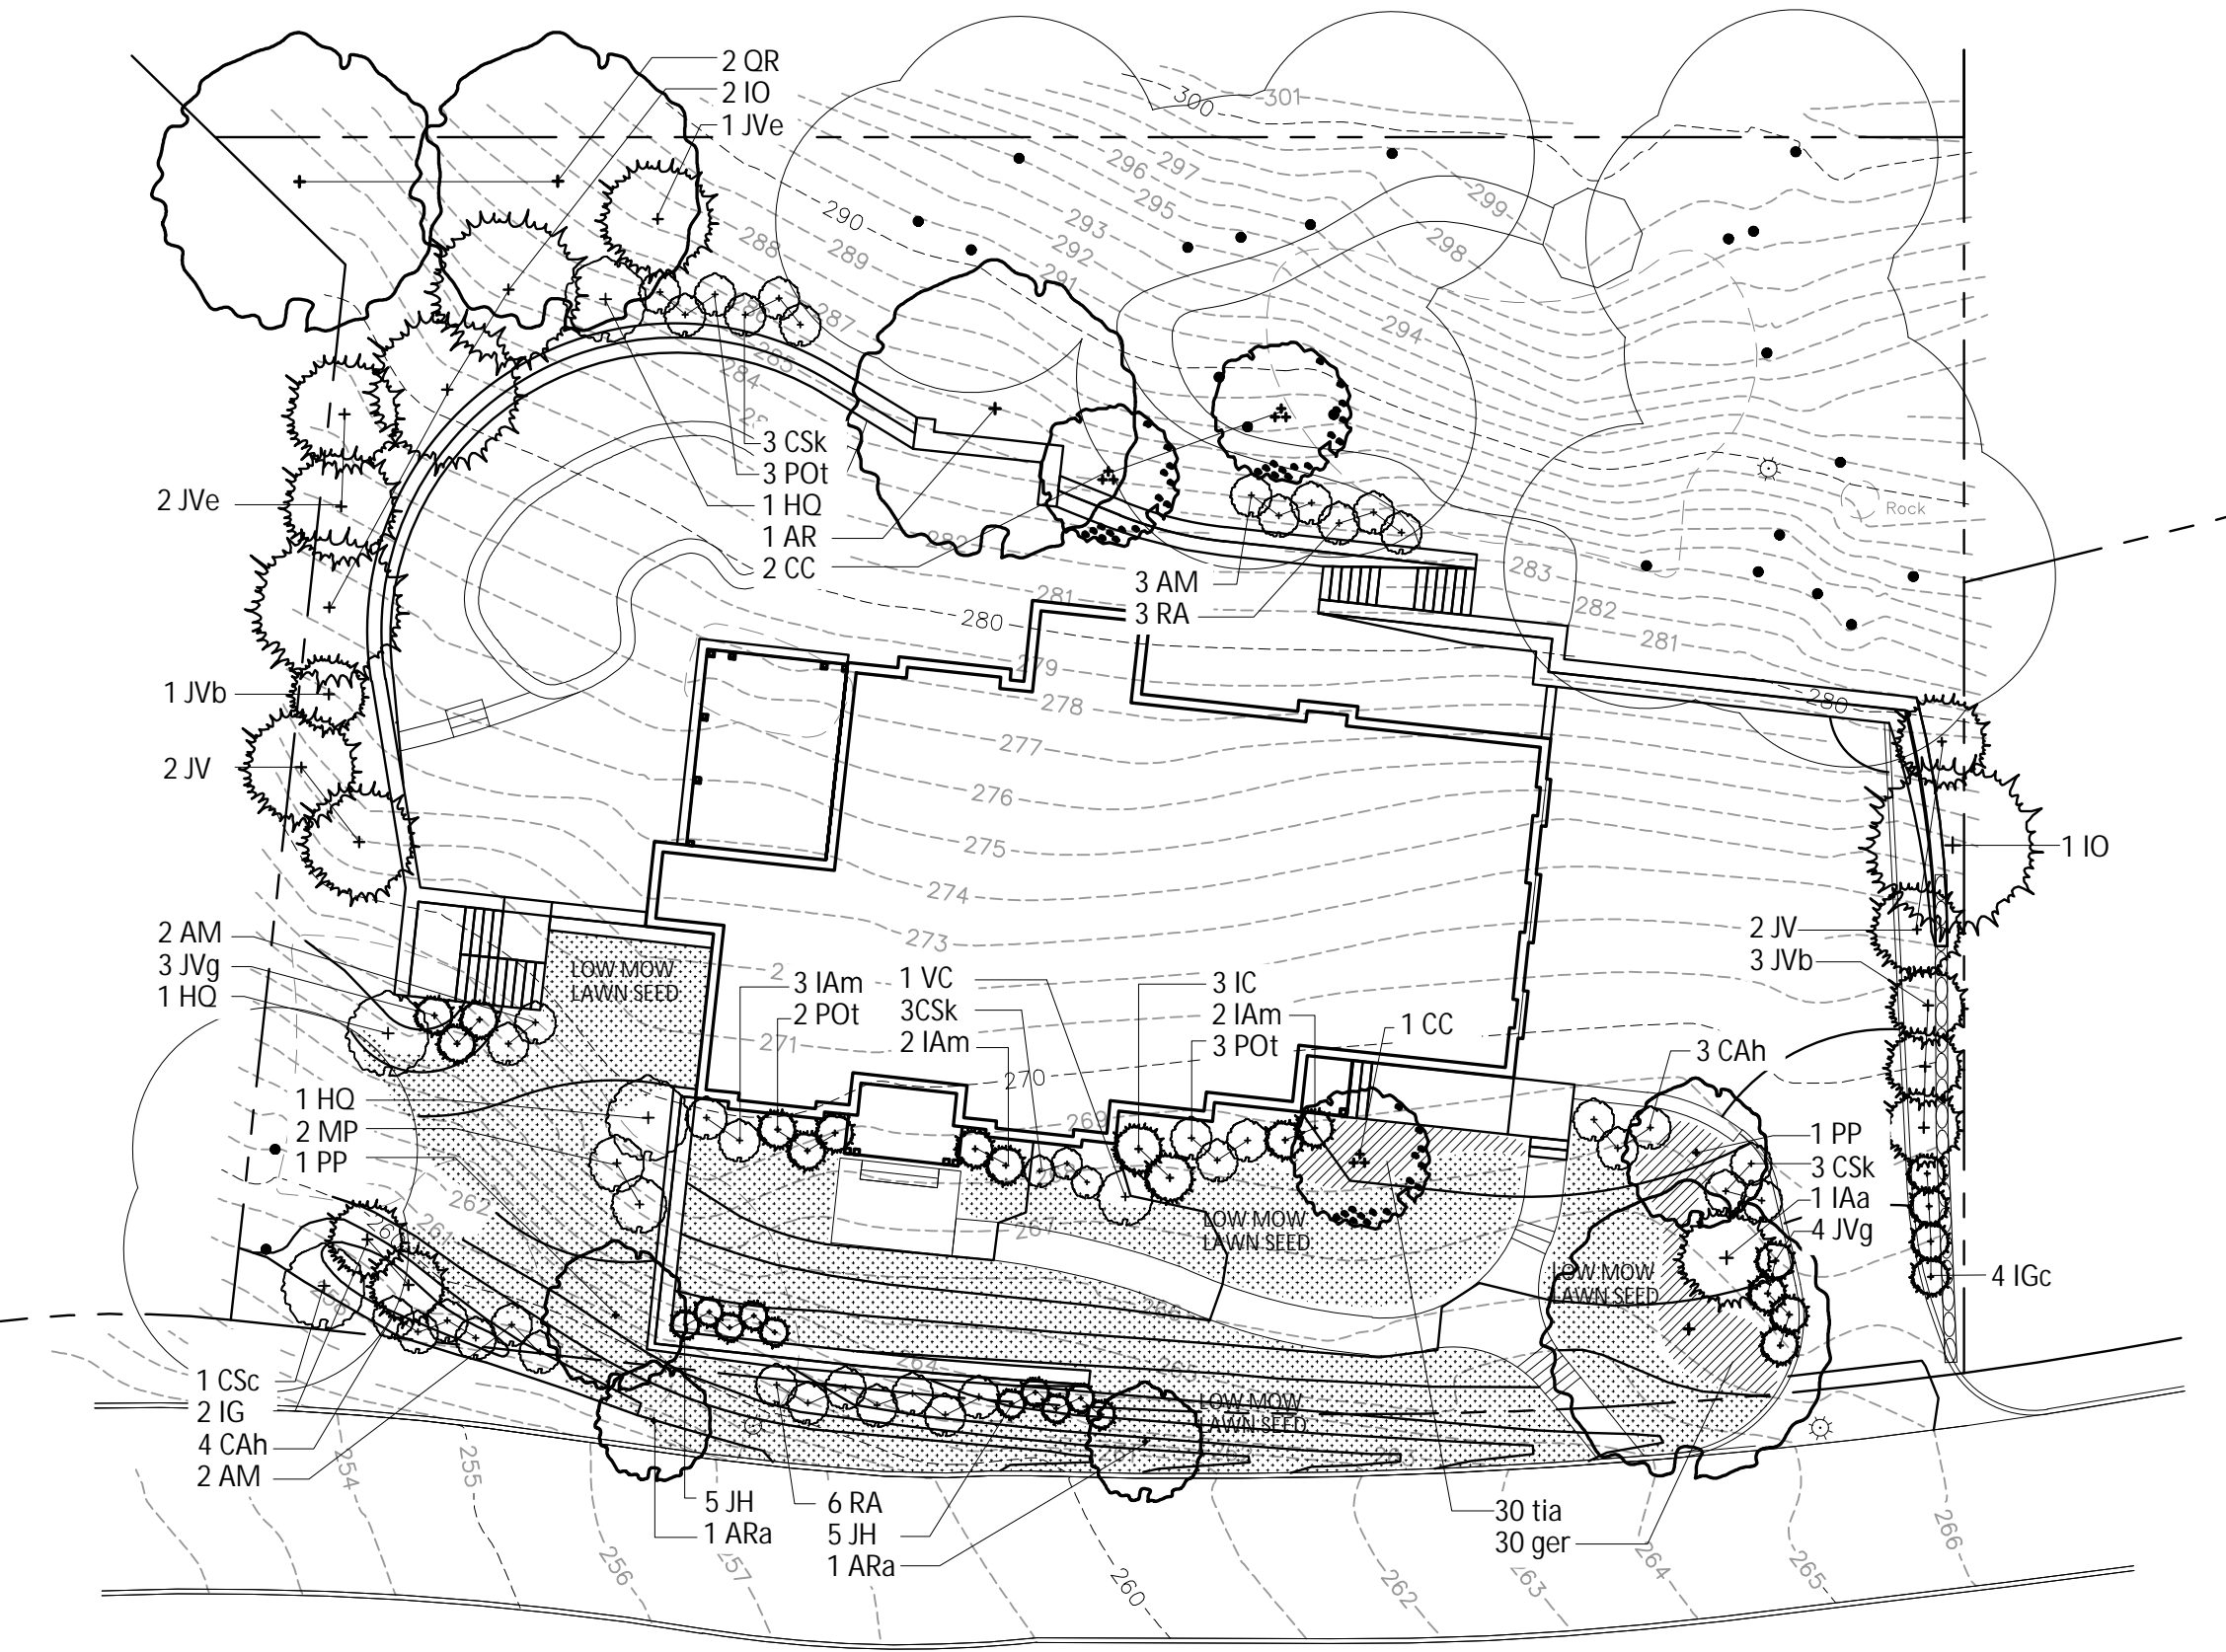 2 QR
2 IO
1 JVe
300
301
296
297
295
299
290
293
292
291
298
288
289
287
294
285
284
3 CSk
3 POt
1 HQ
1 AR
2 CC
2 JVe
Rock
282
283
3 AM
3 RA
281
280
282
281
279
278
1 JVb
280
277
2 JV
276
275
1 IO
274
273
2 AM
3 JVg
1 HQ
LOW MOW
LAWN SEED
3 IAm
2 POt
1 VC
3CSk
2 IAm
3 IC
2 IAm
3 POt
1 CC
2 JV
3 JVb
271
270
269
3 CAh
1 HQ
2 MP
1 PP
1 PP
3 CSk
1 IAa
4 JVg
262
261
267
LOW MOW
LAWN SEED
LOW MOW
LAWN SEED
4 IGc
266
264
1 CSc
2 IG
4 CAh
2 AM
LOW MOW
LAWN SEED
254
255
5 JH
1 ARa
6 RA
5 JH
1 ARa
30 tia
30 ger
256
257
260
262
263
264
265
266